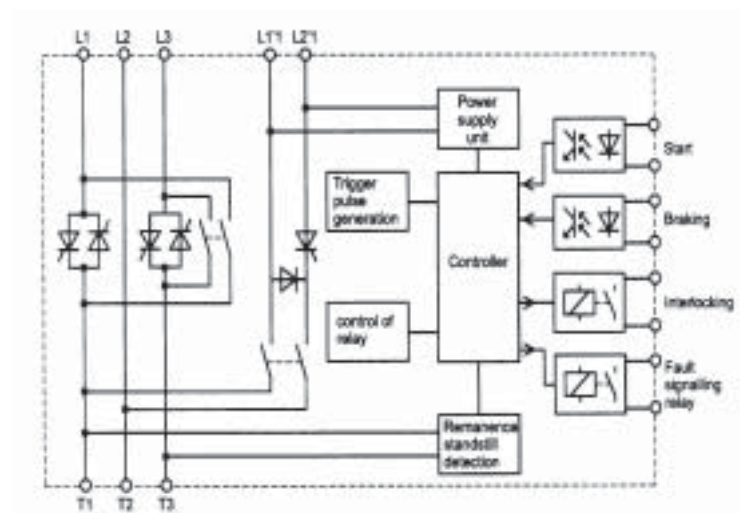 L1 L2 L3 L1'1 L2'1
Power
supply
unit
Start
Trigger
pulse
generation
Braking
Controller
Interlocking
control of
relay
Fault
signalling
relay
Remanence
standstill
detection
T1 T2 T3